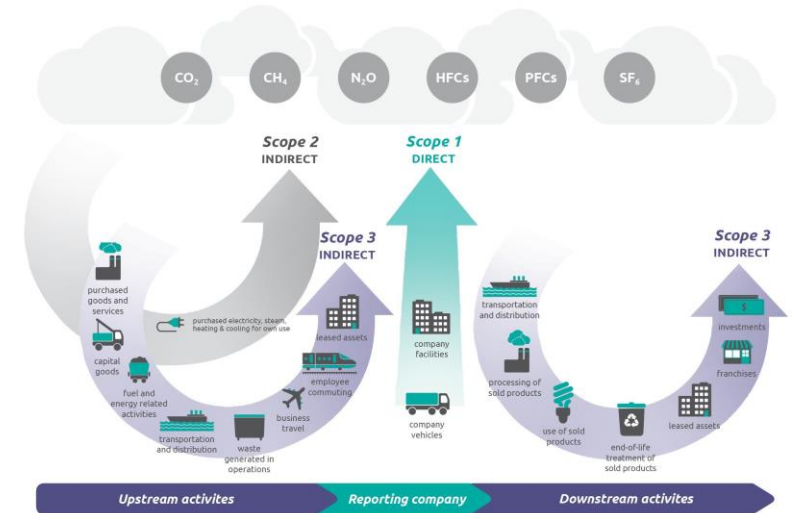 CO₂
CH₄
N₂O
HFCs
PFCs
SF₆
Scope 2
INDIRECT
Scope 1
DIRECT
Scope 3
INDIRECT
Scope 3
INDIRECT
purchased
goods and
services
capital
goods
fuel and
energy related
activities
transportation
and distribution
waste
generated in
operations
business
travel
employee
commuting
leased assets
purchased electricity, steam,
heating & cooling for own use
company
facilities
company
vehicles
transportation
and distribution
processing of
sold products
use of sold
products
end-of-life
treatment of
sold products
leased assets
franchises
$
investments
Upstream activites
Reporting company
Downstream activites